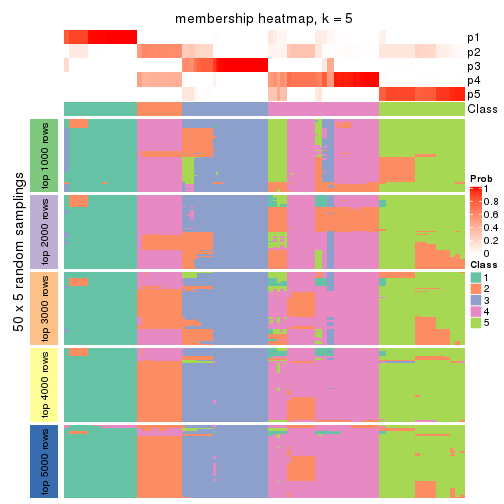 membership heatmap, k = 5
p1
p2
p3
p4
p5
Class
50 x 5 random samplings
top 1000 rows
top 2000 rows
top 3000 rows
top 4000 rows
top 5000 rows
Prob
1
0.8
0.6
0.4
0.2
0
Class
1
2
3
4
5